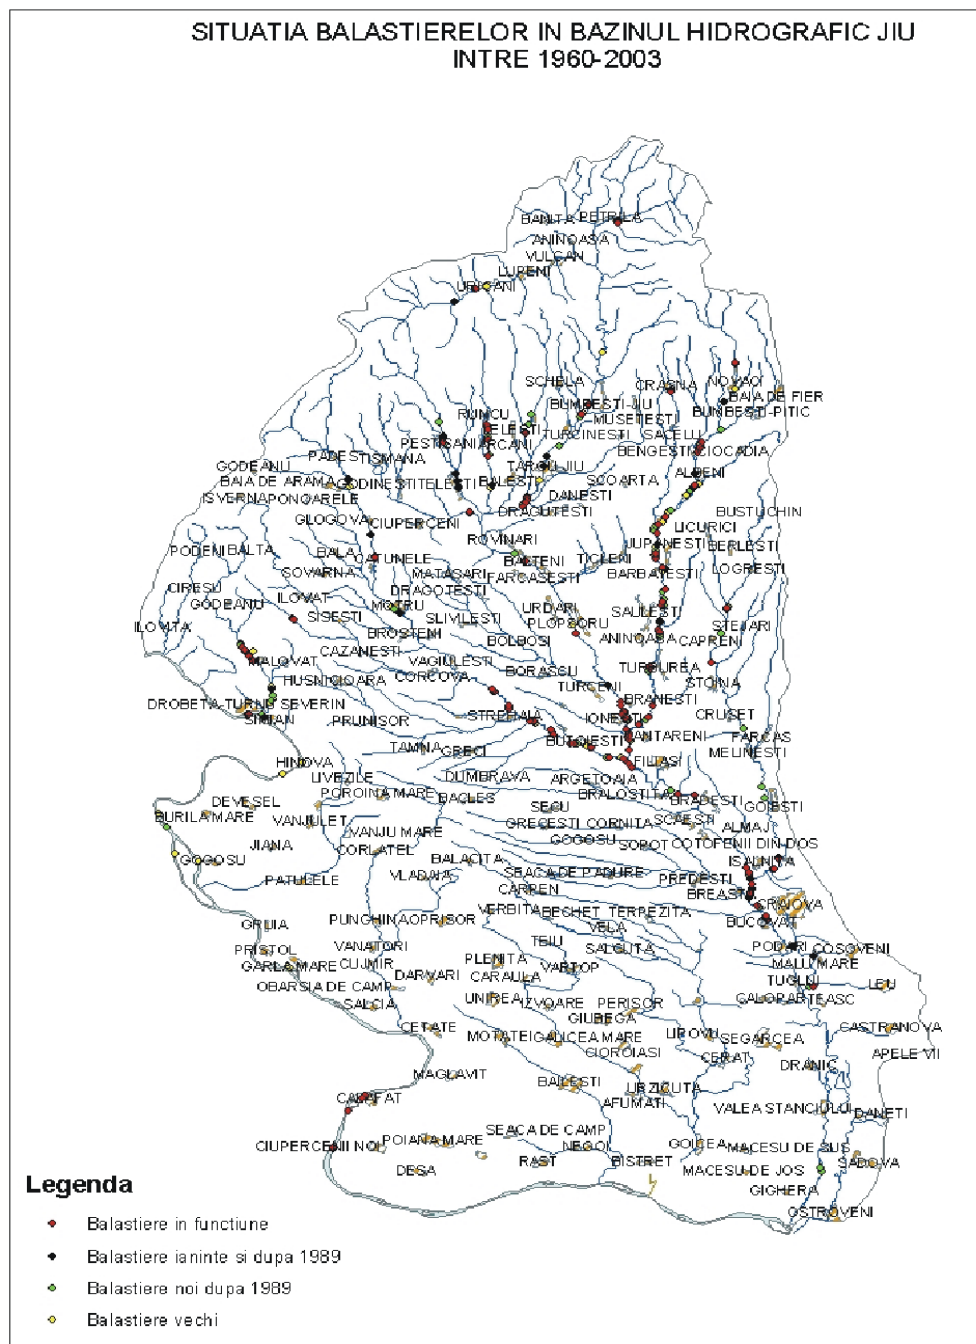 SITUATIA BALASTIERELOR IN BAZINUL HIDROGRAFIC JIU
INTRE 1960-2003
BANITA PETRILA
ANINOASA
VULCAN
LUPENI
URICANI
SCHELA CRASNA NOVACI
BUMBESTI-JIU BAIA DE FIER
RUNCU MUSETESTI BUMBESTI-PITIC
TURCINESTI SACELU
PESTISANI ARCANI BENGESTI CIOCADIA
PADES TISMANA
GODEANU TARGU JIU ALBENI
BAIA DE ARAMA GODINESTI TELESTI BALESTI SCOARTA
ISVERNA PONOARELE DANESTI
GLOGOVA CIUPERCENI DRAGUTESTI LICURICI BUSTUCHIN
PODENI BALTA BALA CATUNELE ROVINARI JUPANESTI BERLESTI
BALTENI TICLENI
SOVARNA MATASARI FARCASESTI BARBATESTI LOGRESTI
CIRESU ILOVAT DRAGOTESTI
GODEANU MOTRU URDARI SAULESTI
SISESTI SLIVILESTI PLOPSORU STEJARI
ILOVITA BROSTENI BOLBOSI ANINOASA CAPRENI
CAZANESTI
MALOVAT VAGIULESTI BORASCU TURBUREA
HUSNICIOARA CORCOVA TURCENI STOINA
DROBETA-TURNU SEVERIN BRANESTI
SIMIAN PRUNISOR STREHAIA IONESTI CRUSET
BUTOIESTI TANTARENI FARCAS
TAMNA GRECI MELINESTI
HINOVA FILIASI
LIVEZILE DUMBRAVA ARGETOAIA
POROINA MARE BACLES BRALOSTITA BRADESTI GOIESTI
DEVESEL SECU
BURILA MARE VANJULET GRECESTI CORNITA SCAESTI ALMAJ
VANJU MARE GOGOSU
JIANA CORLATEL SOPOT COTOFENII DIN DOS
GOGOSU BALACITA ISALNITA
PATULELE VLADAIA SEACA DE PADURE PREDESTI
CARPEN BREASTA
VERBITA CRAIOVA
GRUIA PUNGHINA OPRISOR BECHET TERPEZITA BUCOVAT
VELA
PRISTOL VANATORI TEIU SALCUTA PODARI COSOVENI
GARLA MARE CUJMIR PLENITA MALU MARE
DARVARI CARAULA VARTOP TUGLUI
OBARSIA DE CAMP UNIREA IZVOARE PERISOR CALOPAR TEASC LEU
SALCIA GIUBEGA
CETATE MOTATEI GALICEA MARE LIPOVU SEGARCEA CASTRANOVA
CIOROIASI CERAT APELE VII
DRANIC
MAGLAVIT BAILESTI URZICUTA
CALAFAT AFUMATI VALEA STANCIULUI DANETI
SEACA DE CAMP
CIUPERCENII NOI POIANA MARE NEGOI GOICEA MACESU DE SUS
DESA RAST BISTRET MACESU DE JOS SADOVA
GIGHERA
OSTROVENI
Legenda
Balastiere in functiune
Balastiere ianinte si dupa 1989
Balastiere noi dupa 1989
Balastiere vechi